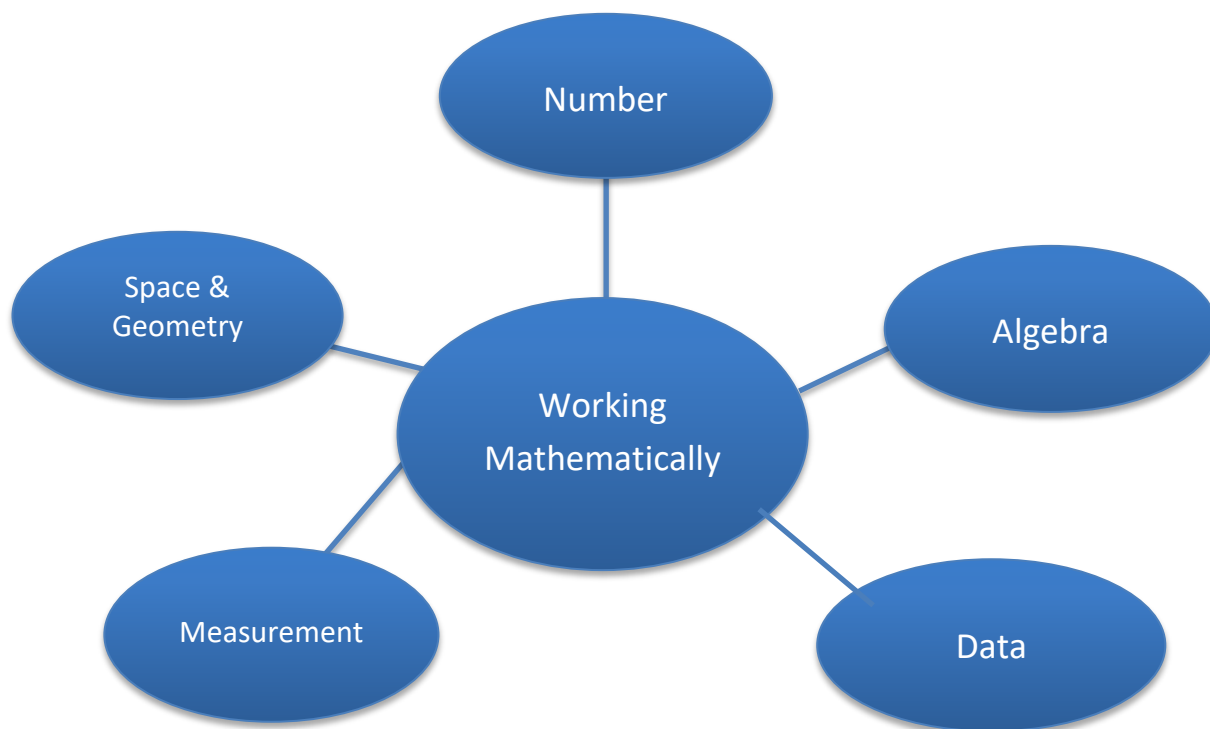 Number
Space &
Geometry
Algebra
Working
Mathematically
Measurement
Data